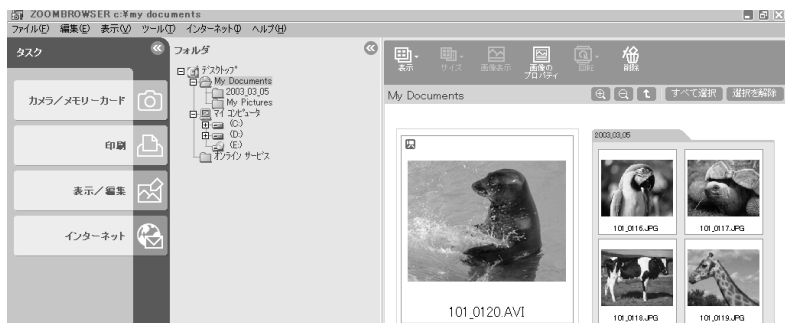 ZOOMBROWSER c:¥my documents
ファイル(F) 編集(E) 表示(V) ツール(T) インターネット(I) ヘルプ(H)
タスク
カメラ／メモリーカード
印刷
表示／編集
インターネット
フォルダ
デスクトップ
My Documents
2003_03_05
My Pictures
マイ コンピュータ
(C:)
(D:)
(E:)
オンライン サービス
表示 サイズ 画像表示 画像の 回転 削除
プロパティ
My Documents すべて選択 選択を解除
2003_03_05
101_0120.AVI
101_0116.JPG 101_0117.JPG
101_0118.JPG 101_0119.JPG